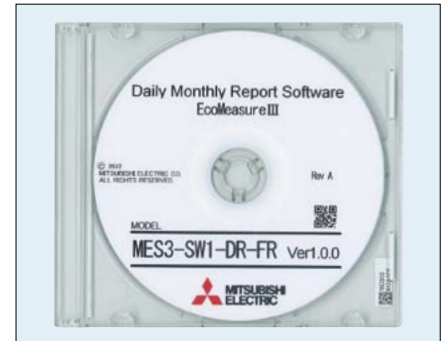 Daily Monthly Report Software
EcoMeasureⅢ
© 2012
MITSUBISHI ELECTRIC CO.
ALL RIGHTS RESERVED.
Rev A
MODEL
MES3-SW1-DR-FR Ver1.0.0
MITSUBISHI
ELECTRIC